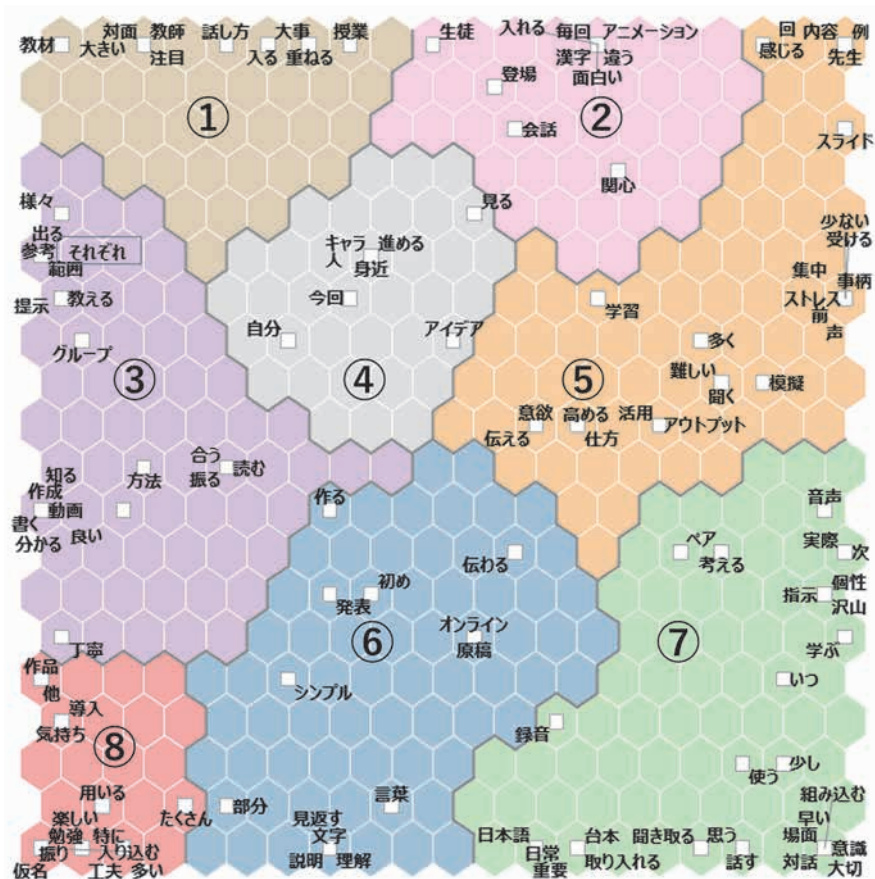 教材
大きい
対面
教師
注目
話し方
大事
入る
重ねる
授業
生徒
入れる
毎回
アニメーション
漢字
違う
面白い
登場
会話
関心
回
内容
例
感じる
先生
スライド
①
②
様々
出る
参考
それぞれ
範囲
提示
教える
グループ
③
見る
キャラ
進める
人
身近
今回
自分
アイデア
④
少ない
受ける
集中
事柄
ストレス
前
声
学習
多く
難しい
聞く
模擬
⑤
意欲
高める
活用
アウトプット
伝える
仕方
知る
作成
書く
動画
分かる
良い
方法
合う
振る
読む
丁寧
作る
伝わる
初め
発表
オンライン
原稿
⑥
シンプル
音声
ペア
考える
実際
次
個性
指示
沢山
学ぶ
⑦
いつ
録音
作品
他
導入
気持ち
⑧
用いる
楽しい
たくさん
勉強
特に
振り
入り込む
仮名
工夫
多い
部分
見返す
言葉
文字
説明
理解
使う
少し
組み込む
早い
日本語
日常
重要
台本
聞き取る
思う
取り入れる
話す
場面
対話
意識
大切